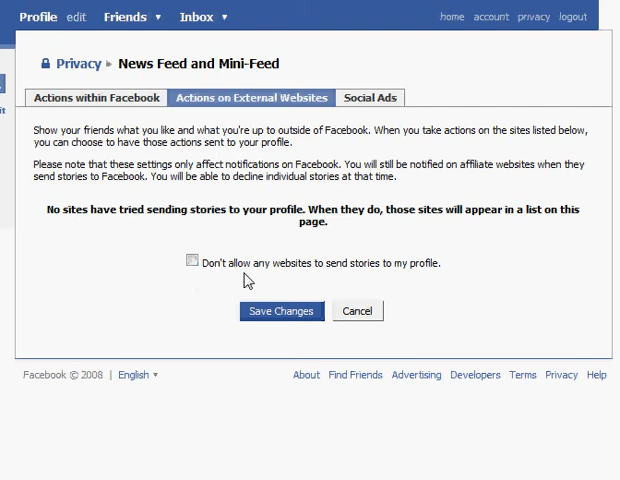 Profile edit Friends ▼ Inbox ▼ home account privacy logout
Privacy ▸ News Feed and Mini-Feed
Actions within Facebook Actions on External Websites Social Ads
Show your friends what you like and what you're up to outside of Facebook. When you take actions on the sites listed below,
you can choose to have those actions sent to your profile.
Please note that these settings only affect notifications on Facebook. You will still be notified on affiliate websites when they
send stories to Facebook. You will be able to decline individual stories at that time.
No sites have tried sending stories to your profile. When they do, those sites will appear in a list on this
page.
Don't allow any websites to send stories to my profile.
Save Changes Cancel
Facebook © 2008 | English ▼ About Find Friends Advertising Developers Terms Privacy Help